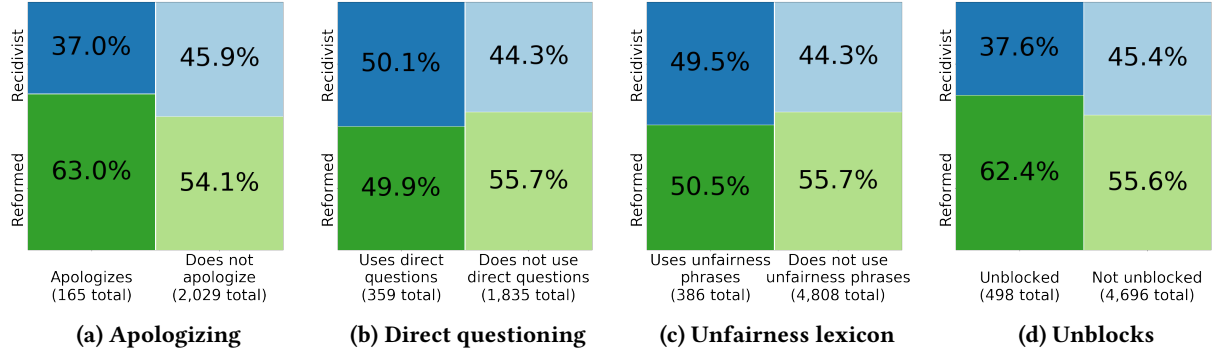 Recidivist
Reformed
37.0%
45.9%
63.0%
54.1%
Apologizes
(165 total)
Does not
apologize
(2,029 total)
(a) Apologizing
Recidivist
Reformed
50.1%
44.3%
49.9%
55.7%
Uses direct
questions
(359 total)
Does not use
direct questions
(1,835 total)
(b) Direct questioning
Recidivist
Reformed
49.5%
44.3%
50.5%
55.7%
Uses unfairness
phrases
(386 total)
Does not use
unfairness phrases
(4,808 total)
(c) Unfairness lexicon
Recidivist
Reformed
37.6%
45.4%
62.4%
55.6%
Unblocked
(498 total)
Not unblocked
(4,696 total)
(d) Unblocks